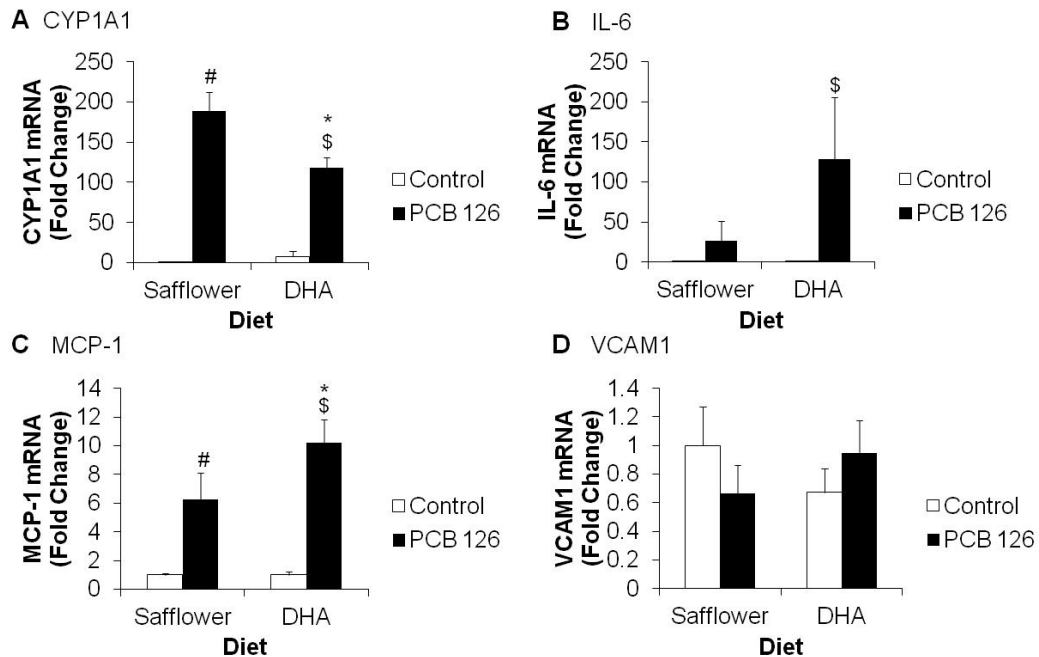 A CYP1A1
CYP1A1 mRNA
(Fold Change)
250
200
150
100
50
0
#
*
$
Safflower DHA
Diet
Control
PCB 126
B IL-6
IL-6 mRNA
(Fold Change)
250
200
150
100
50
0
$
Safflower DHA
Diet
Control
PCB 126
C MCP-1
MCP-1 mRNA
(Fold Change)
14
12
10
8
6
4
2
0
#
*
$
Safflower DHA
Diet
Control
PCB 126
D VCAM1
VCAM1 mRNA
(Fold Change)
1.4
1.2
1
0.8
0.6
0.4
0.2
0
Safflower DHA
Diet
Control
PCB 126